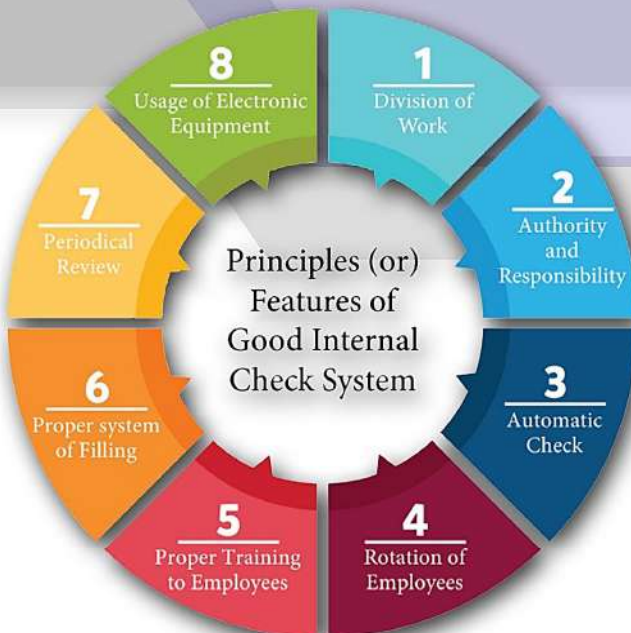 Principles (or)
Features of
Good Internal
Check System
1
Division of
Work
2
Authority
and
Responsibility
3
Automatic
Check
4
Rotation of
Employees
5
Proper Training
to Employees
6
Proper system
of Filling
7
Periodical
Review
8
Usage of Electronic
Equipment